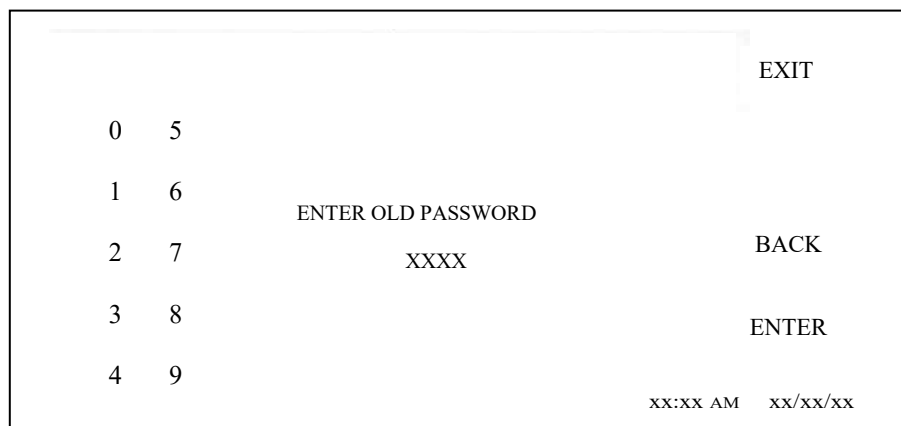 EXIT
0 5
1 6
ENTER OLD PASSWORD
2 7
XXXX
BACK
3 8
ENTER
4 9
xx:xx AM xx/xx/xx